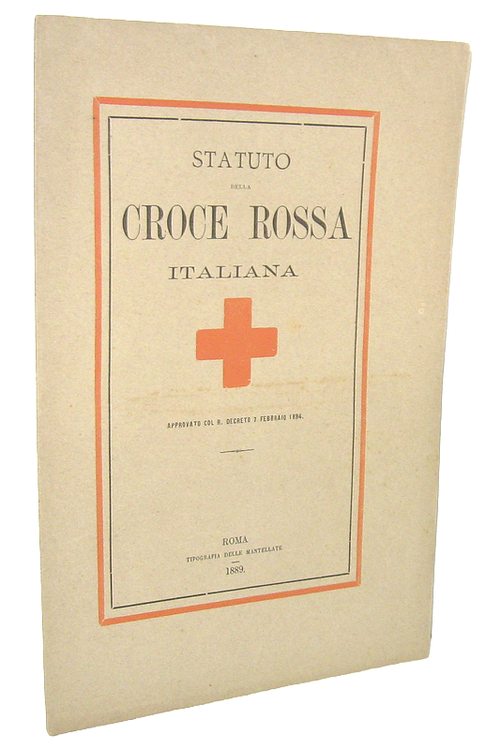 STATUTO
DELLA
CROCE ROSSA
ITALIANA
APPROVATO COL R. DECRETO 7 FEBBRAIO 1884.
ROMA
TIPOGRAFIA DELLE MANTELLATE
1889.